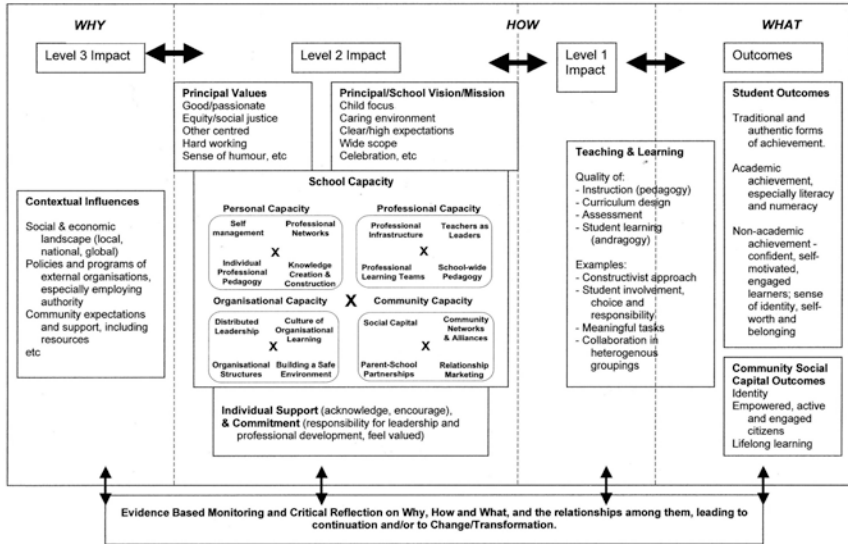 WHY
HOW
WHAT
Level 3 Impact
Level 2 Impact
Level 1
Impact
Outcomes
Contextual Influences
Social & economic
landscape (local,
national, global)
Policies and programs of
external organisations,
especially employing
authority
Community expectations
and support, including
resources
etc
Principal Values
Good/passionate
Equity/social justice
Other centred
Hard working
Sense of humour, etc
Principal/School Vision/Mission
Child focus
Caring environment
Clear/high expectations
Wide scope
Celebration, etc
School Capacity
Personal Capacity
Self
management
Professional
Networks
X
Individual
Professional
Pedagogy
Knowledge
Creation &
Construction
Professional Capacity
Professional
Infrastructure
Teachers as
Leaders
X
Professional
Learning Teams
School-wide
Pedagogy
X
Organisational Capacity
Distributed
Leadership
Culture of
Organisational
Learning
X
Organisational
Structures
Building a Safe
Environment
Community Capacity
Social Capital
Community
Networks
& Alliances
X
Parent-School
Partnerships
Relationship
Marketing
Individual Support (acknowledge, encourage),
& Commitment (responsibility for leadership and
professional development, feel valued)
Teaching & Learning
Quality of:
- Instruction (pedagogy)
- Curriculum design
- Assessment
- Student learning
(andragogy)
Examples:
- Constructivist approach
- Student involvement,
choice and
responsibility
- Meaningful tasks
- Collaboration in
heterogenous
groupings
Student Outcomes
Traditional and
authentic forms of
achievement.
Academic
achievement,
especially literacy
and numeracy
Non-academic
achievement -
confident, self-
motivated,
engaged
learners; sense
of identity, self-
worth and
belonging
Community Social
Capital Outcomes
Identity
Empowered, active
and engaged
citizens
Lifelong learning
Evidence Based Monitoring and Critical Reflection on Why, How and What, and the relationships among them, leading to
continuation and/or to Change/Transformation.